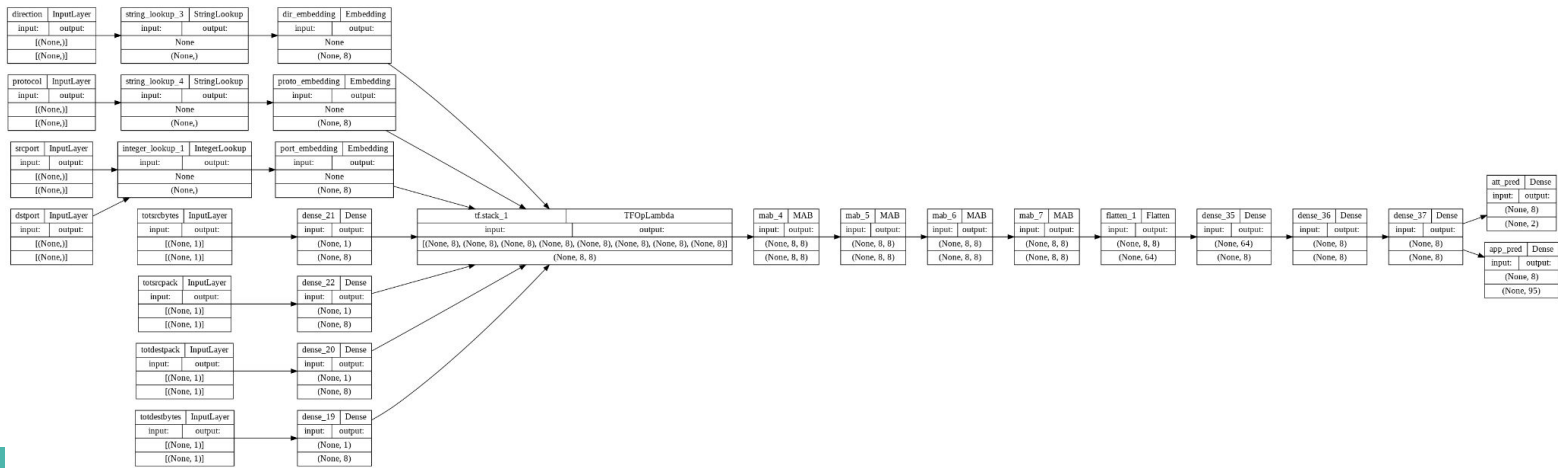 direction InputLayer
input: output:
[(None,)]
[(None,)]
string_lookup_3 StringLookup
input: output:
None
(None,)
dir_embedding Embedding
input: output:
None
(None, 8)
protocol InputLayer
input: output:
[(None,)]
[(None,)]
string_lookup_4 StringLookup
input: output:
None
(None,)
proto_embedding Embedding
input: output:
None
(None, 8)
srcport InputLayer
input: output:
[(None,)]
[(None,)]
integer_lookup_1 IntegerLookup
input: output:
None
(None,)
port_embedding Embedding
input: output:
None
(None, 8)
dstport InputLayer
input: output:
[(None,)]
[(None,)]
totsrcbytes InputLayer
input: output:
[(None, 1)]
[(None, 1)]
dense_21 Dense
input: output:
(None, 1)
(None, 8)
tf.stack_1 TFOpLambda
input: output:
[(None, 8), (None, 8), (None, 8), (None, 8), (None, 8), (None, 8), (None, 8), (None, 8)]
(None, 8, 8)
mab_4 MAB
input: output:
(None, 8, 8)
(None, 8, 8)
mab_5 MAB
input: output:
(None, 8, 8)
(None, 8, 8)
mab_6 MAB
input: output:
(None, 8, 8)
(None, 8, 8)
mab_7 MAB
input: output:
(None, 8, 8)
(None, 8, 8)
flatten_1 Flatten
input: output:
(None, 8, 8)
(None, 64)
dense_35 Dense
input: output:
(None, 64)
(None, 8)
dense_36 Dense
input: output:
(None, 8)
(None, 8)
dense_37 Dense
input: output:
(None, 8)
(None, 8)
att_pred Dense
input: output:
(None, 8)
(None, 2)
app_pred Dense
input: output:
(None, 8)
(None, 95)
totsrcpack InputLayer
input: output:
[(None, 1)]
[(None, 1)]
dense_22 Dense
input: output:
(None, 1)
(None, 8)
totdestpack InputLayer
input: output:
[(None, 1)]
[(None, 1)]
dense_20 Dense
input: output:
(None, 1)
(None, 8)
totdestbytes InputLayer
input: output:
[(None, 1)]
[(None, 1)]
dense_19 Dense
input: output:
(None, 1)
(None, 8)